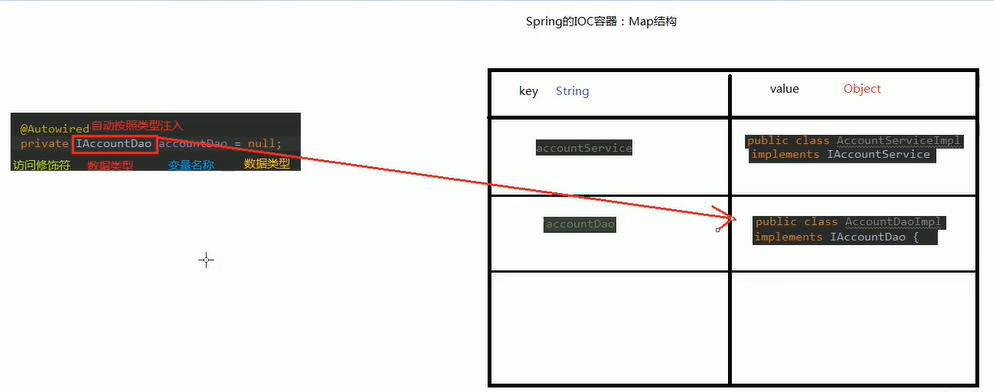 Spring的IOC容器：Map结构
key String value Object
@Autowired 自动按照类型注入
private IAccountDao accountDao = null;
访问修饰符 数据类型 变量名称 数据类型
accountService
public class AccountServiceImpl
implements IAccountService
accountDao
public class AccountDaoImpl
implements IAccountDao {